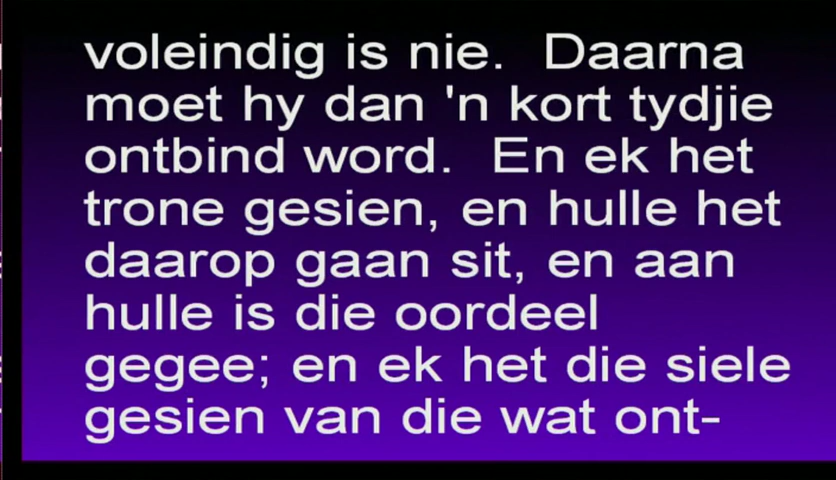 voleindig is nie.  Daarna
moet hy dan 'n kort tydjie
ontbind word.  En ek het
trone gesien, en hulle het
daarop gaan sit, en aan
hulle is die oordeel
gegee; en ek het die siele
gesien van die wat ont-